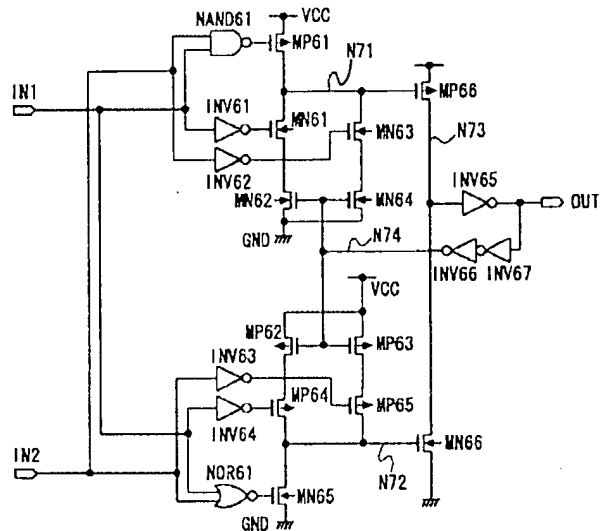 NAND61
VCC
MP61
N71
MP66
IN1
INV61
MN61
MN63
N73
INV62
INV65
MN62
MN64
OUT
GND
N74
INV66
INV67
VCC
MP62
MP63
INV63
MP64
MP65
INV64
MN66
IN2
NOR61
N72
MN65
GND